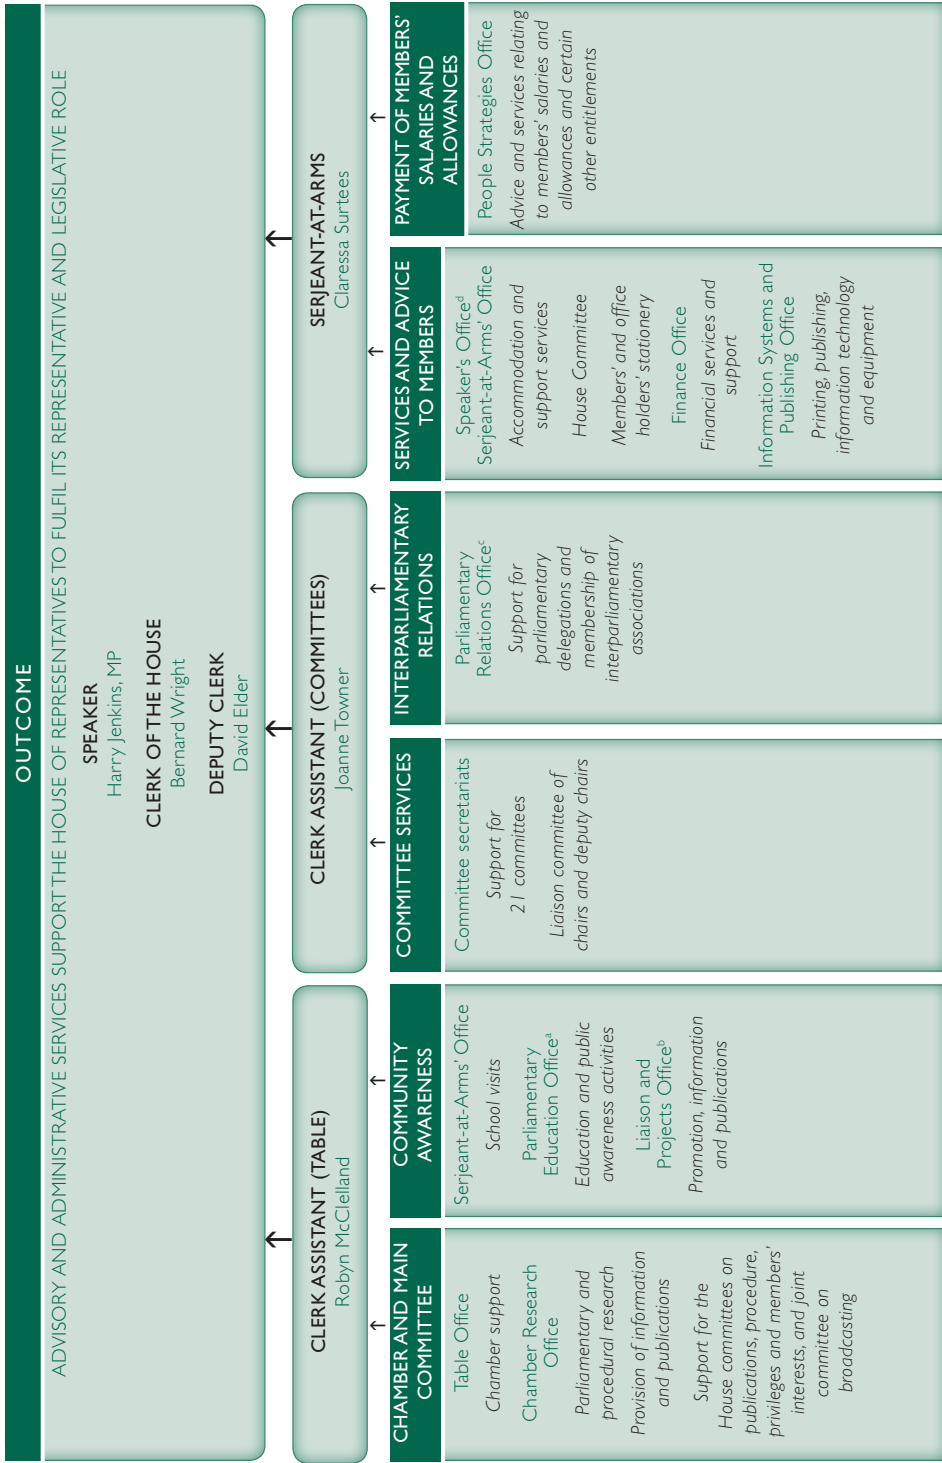 OUTCOME
ADVISORY AND ADMINISTRATIVE SERVICES SUPPORT THE HOUSE OF REPRESENTATIVES TO FULFIL ITS REPRESENTATIVE AND LEGISLATIVE ROLE
SPEAKER
Harry Jenkins, MP
CLERK OF THE HOUSE
Bernard Wright
DEPUTY CLERK
David Elder
CLERK ASSISTANT (TABLE)
Robyn McClelland
CLERK ASSISTANT (COMMITTEES)
Joanne Towner
SERJEANT-AT-ARMS
Claressa Surtees
CHAMBER AND MAIN
COMMITTEE
Table Office
Chamber support
Chamber Research
Office
Parliamentary and
procedural research
Provision of information
and publications
Support for the
House committees on
publications, procedure,
privileges and members'
interests, and joint
committee on
broadcasting
COMMUNITY
AWARENESS
Serjeant-at-Arms' Office
School visits
Parliamentary
Education Officeᵃ
Education and public
awareness activities
Liaison and
Projects Officeᵇ
Promotion, information
and publications
COMMITTEE SERVICES
Committee secretariats
Support for
21 committees
Liaison committee of
chairs and deputy chairs
INTERPARLIAMENTARY
RELATIONS
Parliamentary
Relations Officeᶜ
Support for
parliamentary
delegations and
membership of
interparliamentary
associations
SERVICES AND ADVICE
TO MEMBERS
Speaker's Officeᵈ
Serjeant-at-Arms' Office
Accommodation and
support services
House Committee
Members' and office
holders' stationery
Finance Office
Financial services and
support
Information Systems and
Publishing Office
Printing, publishing,
information technology
and equipment
PAYMENT OF MEMBERS'
SALARIES AND
ALLOWANCES
People Strategies Office
Advice and services relating
to members' salaries and
allowances and certain
other entitlements